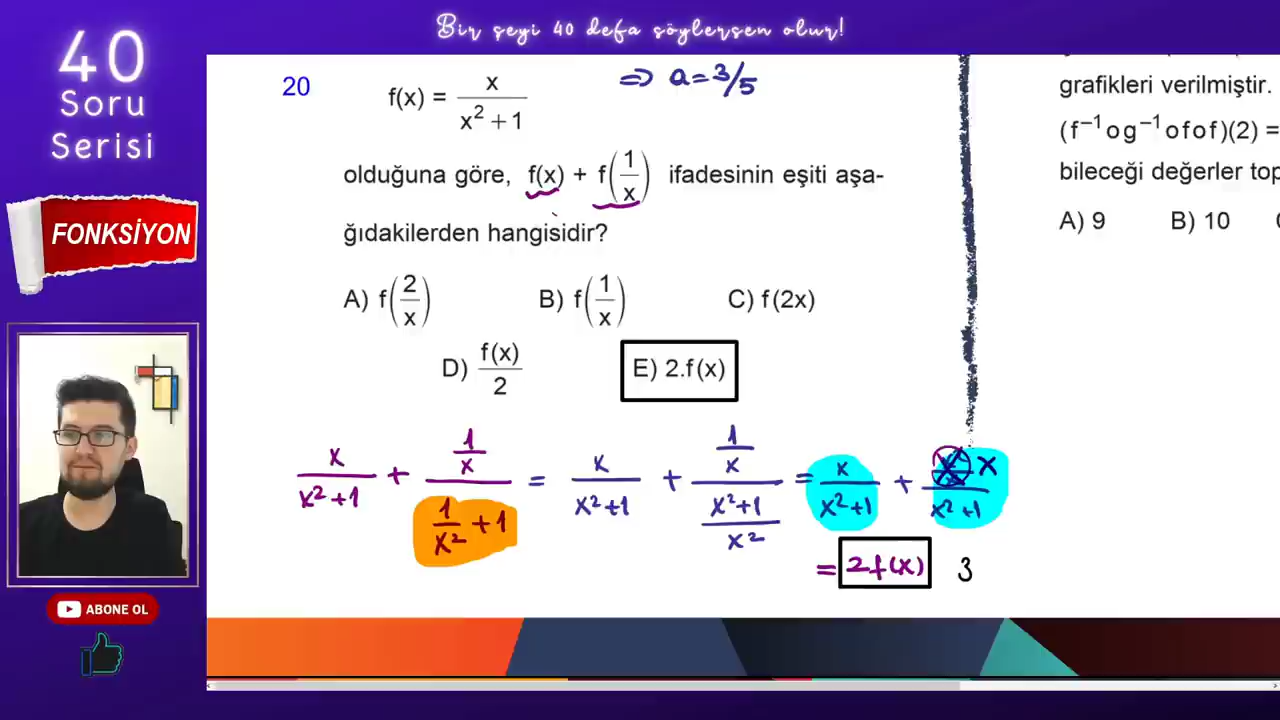 Bir şeyi 40 defa söylersen olur!
40
Soru
Serisi
FONKSİYON
ABONE OL
⇒ a = 3/5
20
f(x) = x / (x² + 1)
olduğuna göre, f(x) + f(1/x) ifadesinin eşiti aşa-
ğıdakilerden hangisidir?
A) f(2/x) B) f(1/x) C) f(2x)
D) f(x)/2 E) 2.f(x)
x/(x²+1) + (1/x)/(1/x² + 1) = x/(x²+1) + (1/x)/((x²+1)/x²) = x/(x²+1) + x/(x²+1)
= 2f(x) 3
grafikleri verilmiştir.
(f⁻¹ o g⁻¹ o f o f)(2) =
bileceği değerler top
A) 9 B) 10